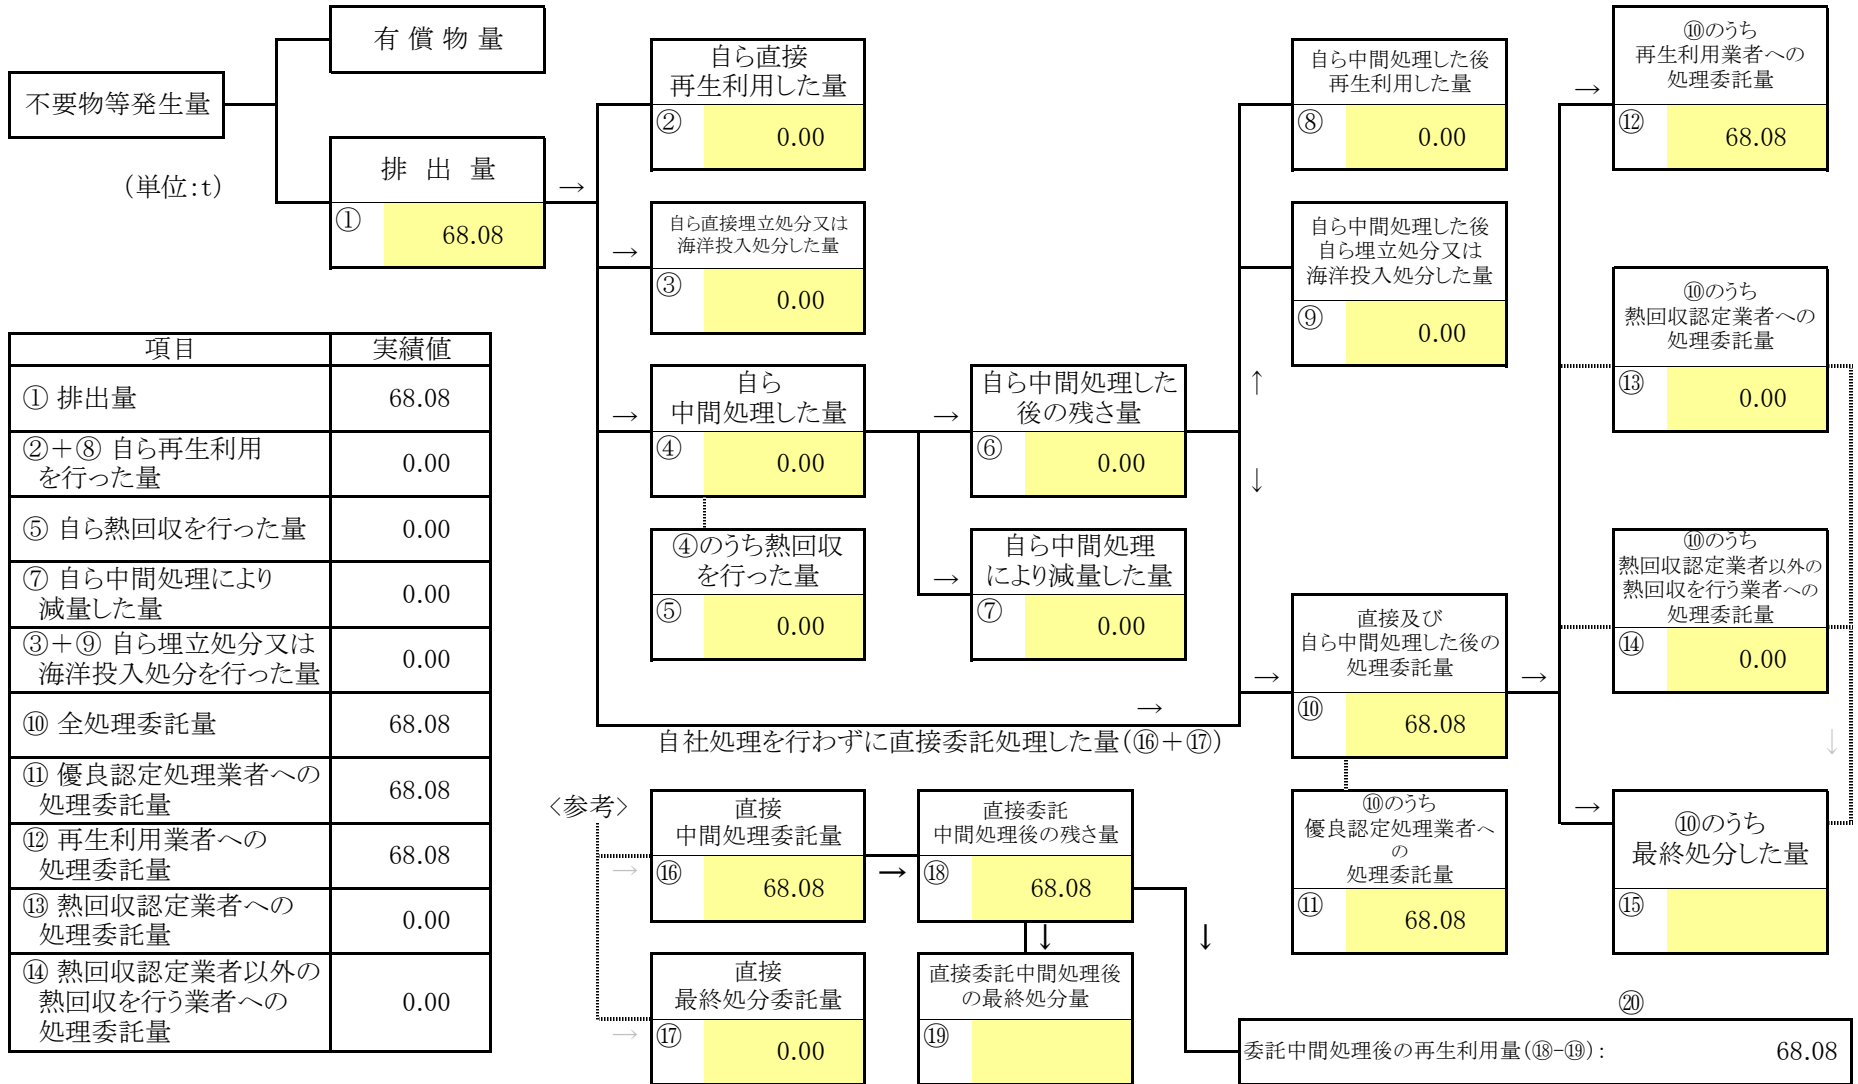 不要物等発生量
有 償 物 量
(単位:t)
排 出 量
① 68.08
→
自ら直接
再生利用した量
② 0.00
→
自ら直接埋立処分又は
海洋投入処分した量
③ 0.00
→
自ら
中間処理した量
④ 0.00
④のうち熱回収
を行った量
⑤ 0.00
→
自ら中間処理した
後の残さ量
⑥ 0.00
→
自ら中間処理
により減量した量
⑦ 0.00
↑
↓
自ら中間処理した後
再生利用した量
⑧ 0.00
自ら中間処理した後
自ら埋立処分又は
海洋投入処分した量
⑨ 0.00
→
自社処理を行わずに直接委託処理した量(⑯+⑰)
→
直接及び
自ら中間処理した後の
処理委託量
⑩ 68.08
⑩のうち
優良認定処理業者へ
の
処理委託量
⑪ 68.08
→
→
⑩のうち
再生利用業者への
処理委託量
⑫ 68.08
⑩のうち
熱回収認定業者への
処理委託量
⑬ 0.00
⑩のうち
熱回収認定業者以外の
熱回収を行う業者への
処理委託量
⑭ 0.00
↓
→
⑩のうち
最終処分した量
⑮
項目 実績値
① 排出量 68.08
②+⑧ 自ら再生利用
を行った量 0.00
⑤ 自ら熱回収を行った量 0.00
⑦ 自ら中間処理により
減量した量 0.00
③+⑨ 自ら埋立処分又は
海洋投入処分を行った量 0.00
⑩ 全処理委託量 68.08
⑪ 優良認定処理業者への
処理委託量 68.08
⑫ 再生利用業者への
処理委託量 68.08
⑬ 熱回収認定業者への
処理委託量 0.00
⑭ 熱回収認定業者以外の
熱回収を行う業者への
処理委託量 0.00
<参考>
→
直接
中間処理委託量
⑯ 68.08
→
直接委託
中間処理後の残さ量
⑱ 68.08
→
直接
最終処分委託量
⑰ 0.00
↓
直接委託中間処理後
の最終処分量
⑲
↓
⑳
委託中間処理後の再生利用量(⑱-⑲): 68.08